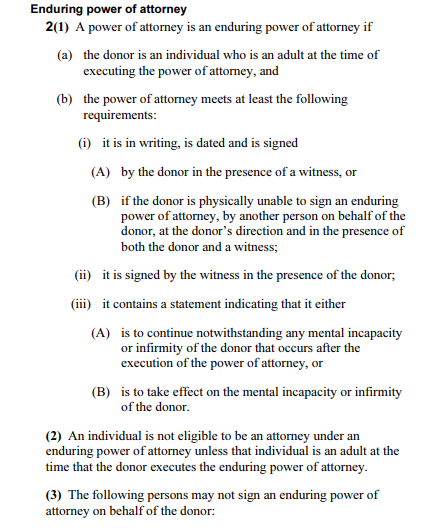 Enduring power of attorney
2(1) A power of attorney is an enduring power of attorney if
(a) the donor is an individual who is an adult at the time of
executing the power of attorney, and
(b) the power of attorney meets at least the following
requirements:
(i) it is in writing, is dated and is signed
(A) by the donor in the presence of a witness, or
(B) if the donor is physically unable to sign an enduring
power of attorney, by another person on behalf of the
donor, at the donor’s direction and in the presence of
both the donor and a witness;
(ii) it is signed by the witness in the presence of the donor;
(iii) it contains a statement indicating that it either
(A) is to continue notwithstanding any mental incapacity
or infirmity of the donor that occurs after the
execution of the power of attorney, or
(B) is to take effect on the mental incapacity or infirmity
of the donor.
(2) An individual is not eligible to be an attorney under an
enduring power of attorney unless that individual is an adult at the
time that the donor executes the enduring power of attorney.
(3) The following persons may not sign an enduring power of
attorney on behalf of the donor: